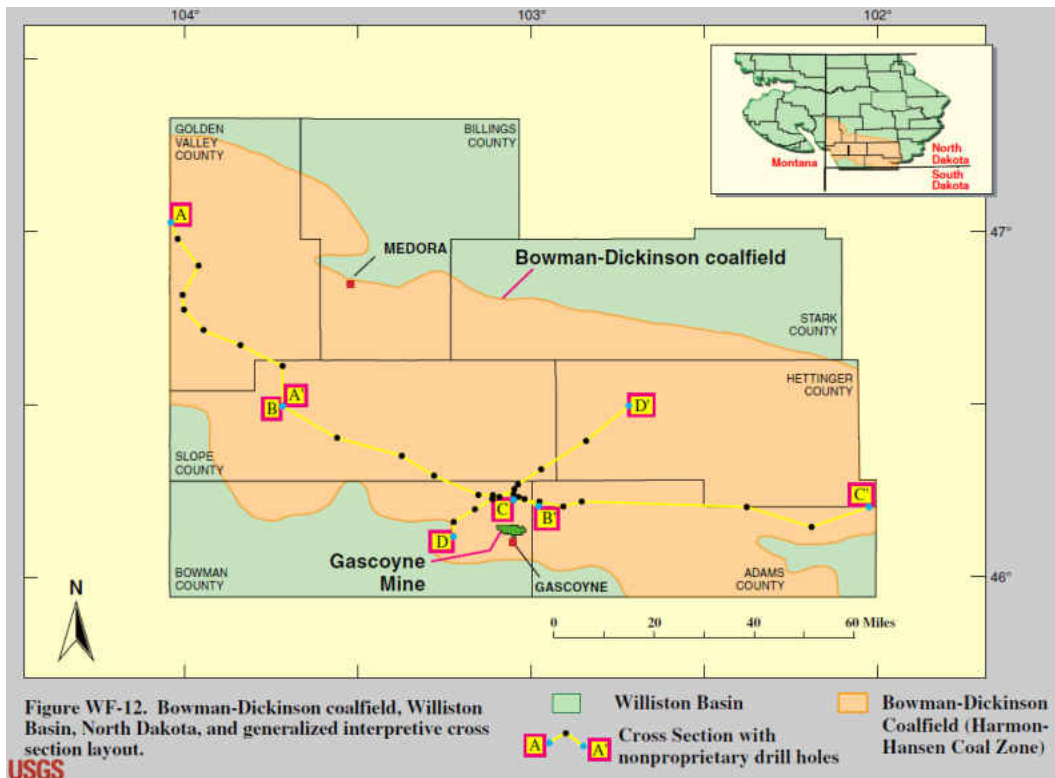 104°
103°
102°
GOLDEN
VALLEY
COUNTY
BILLINGS
COUNTY
Montana
North
Dakota
South
Dakota
A
47°
MEDORA
Bowman-Dickinson coalfield
STARK
COUNTY
HETTINGER
COUNTY
A'
B
D'
SLOPE
COUNTY
C
B'
C'
D
Gascoyne
Mine
GASCOYNE
BOWMAN
COUNTY
ADAMS
COUNTY
46°
N
0 20 40 60 Miles
Figure WF-12. Bowman-Dickinson coalfield, Williston
Basin, North Dakota, and generalized interpretive cross
section layout.
USGS
Williston Basin
A A' Cross Section with
nonproprietary drill holes
Bowman-Dickinson
Coalfield (Harmon-
Hansen Coal Zone)